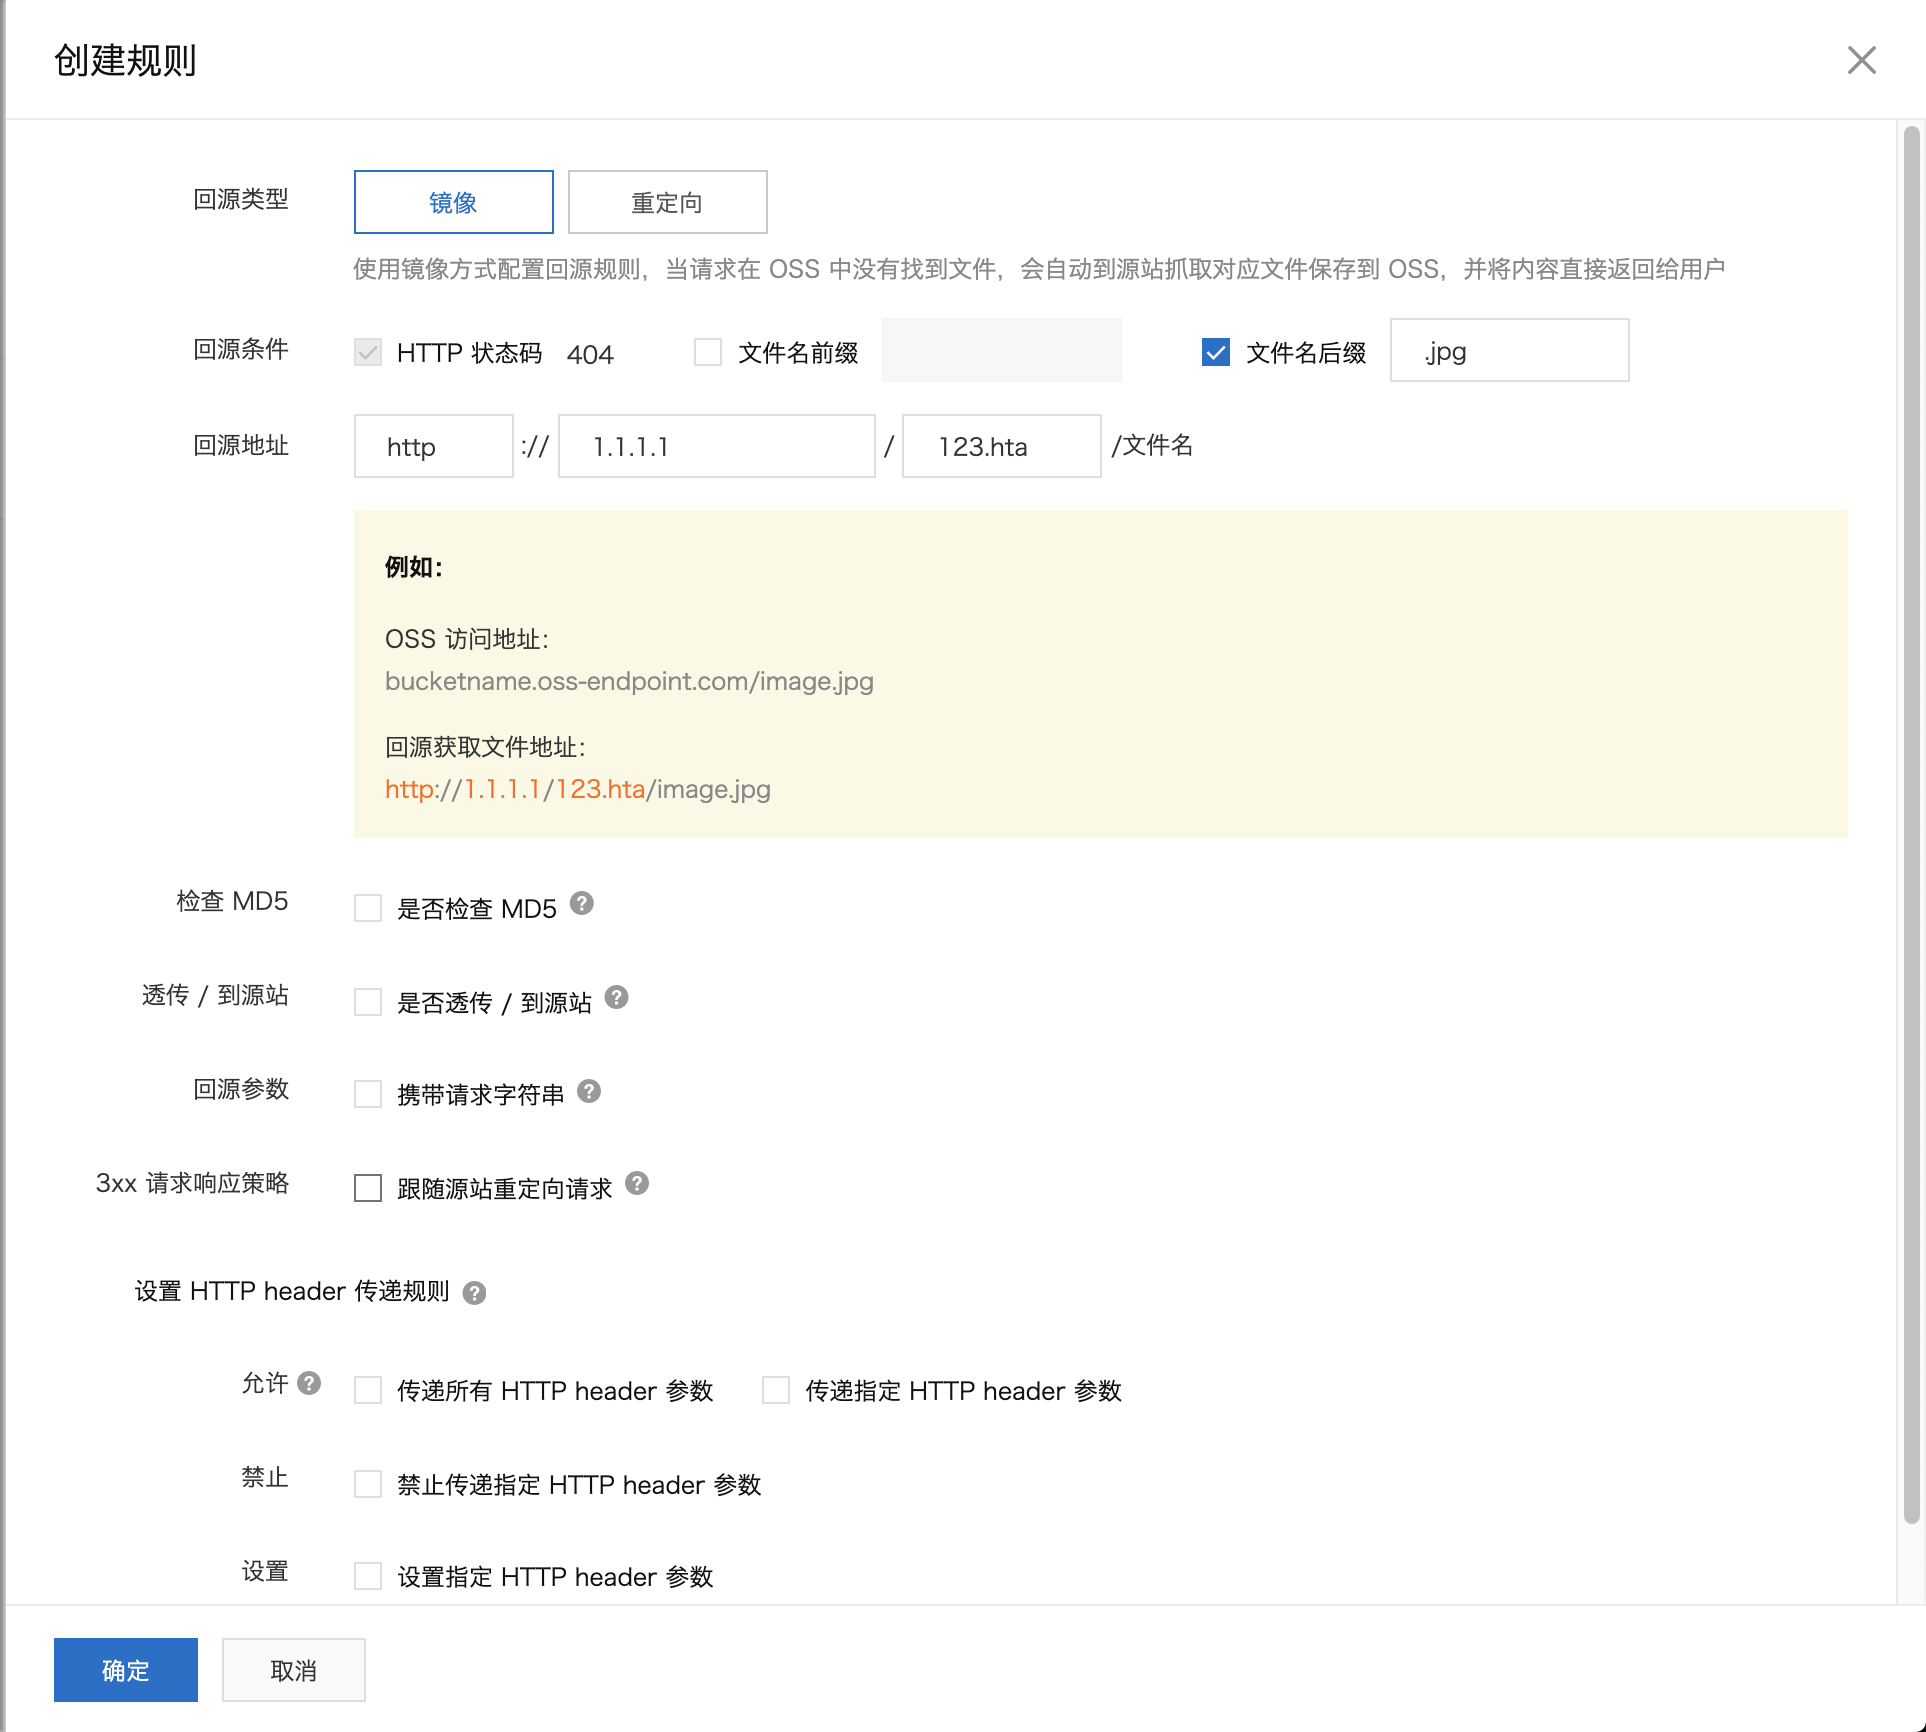 创建规则
回源类型 镜像 重定向
使用镜像方式配置回源规则，当请求在 OSS 中没有找到文件，会自动到源站抓取对应文件保存到 OSS，并将内容直接返回给用户
回源条件 HTTP 状态码 404 文件名前缀 文件名后缀 .jpg
回源地址 http :// 1.1.1.1 / 123.hta /文件名
例如：
OSS 访问地址：
bucketname.oss-endpoint.com/image.jpg
回源获取文件地址：
http://1.1.1.1/123.hta/image.jpg
检查 MD5 是否检查 MD5 ?
透传 / 到源站 是否透传 / 到源站 ?
回源参数 携带请求字符串 ?
3xx 请求响应策略 跟随源站重定向请求 ?
设置 HTTP header 传递规则 ?
允许 ? 传递所有 HTTP header 参数 传递指定 HTTP header 参数
禁止 禁止传递指定 HTTP header 参数
设置 设置指定 HTTP header 参数
确定 取消